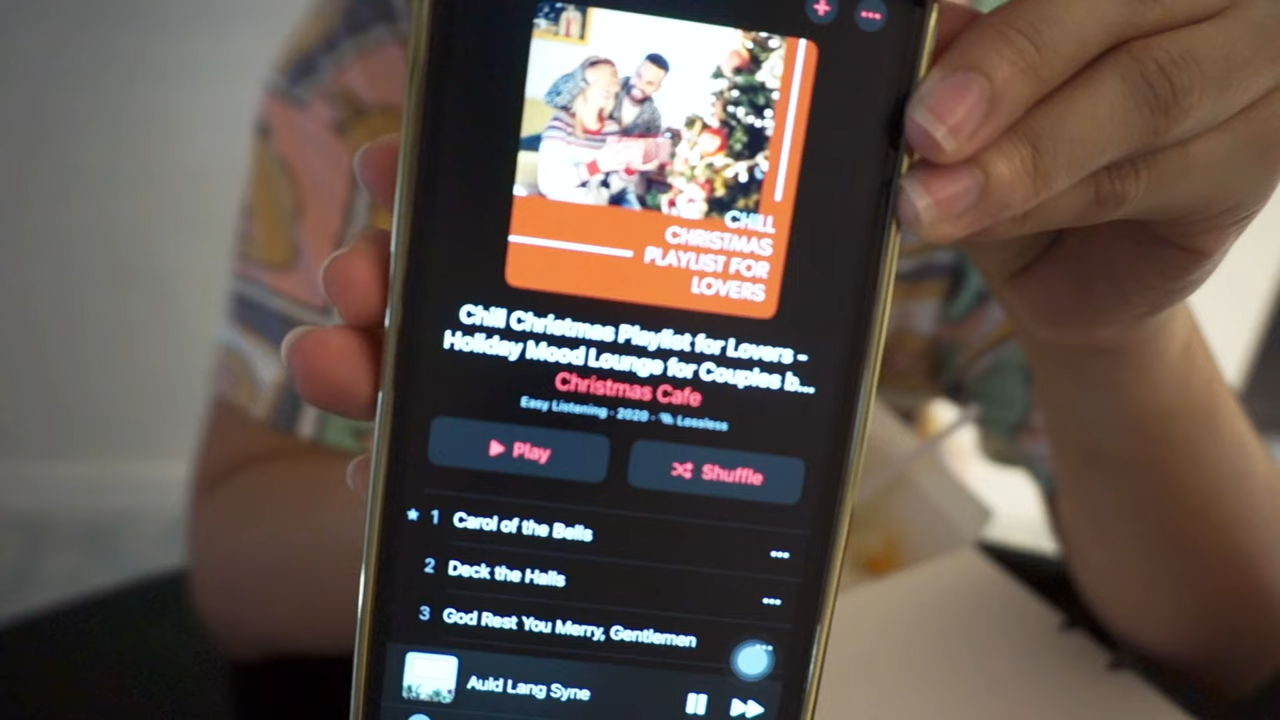 CHILL
CHRISTMAS
PLAYLIST FOR
LOVERS
Chill Christmas Playlist for Lovers -
Holiday Mood Lounge for Couples b...
Christmas Cafe
Easy Listening · 2020 · Lossless
Play
Shuffle
★ 1 Carol of the Bells
2 Deck the Halls
3 God Rest You Merry, Gentlemen
Auld Lang Syne